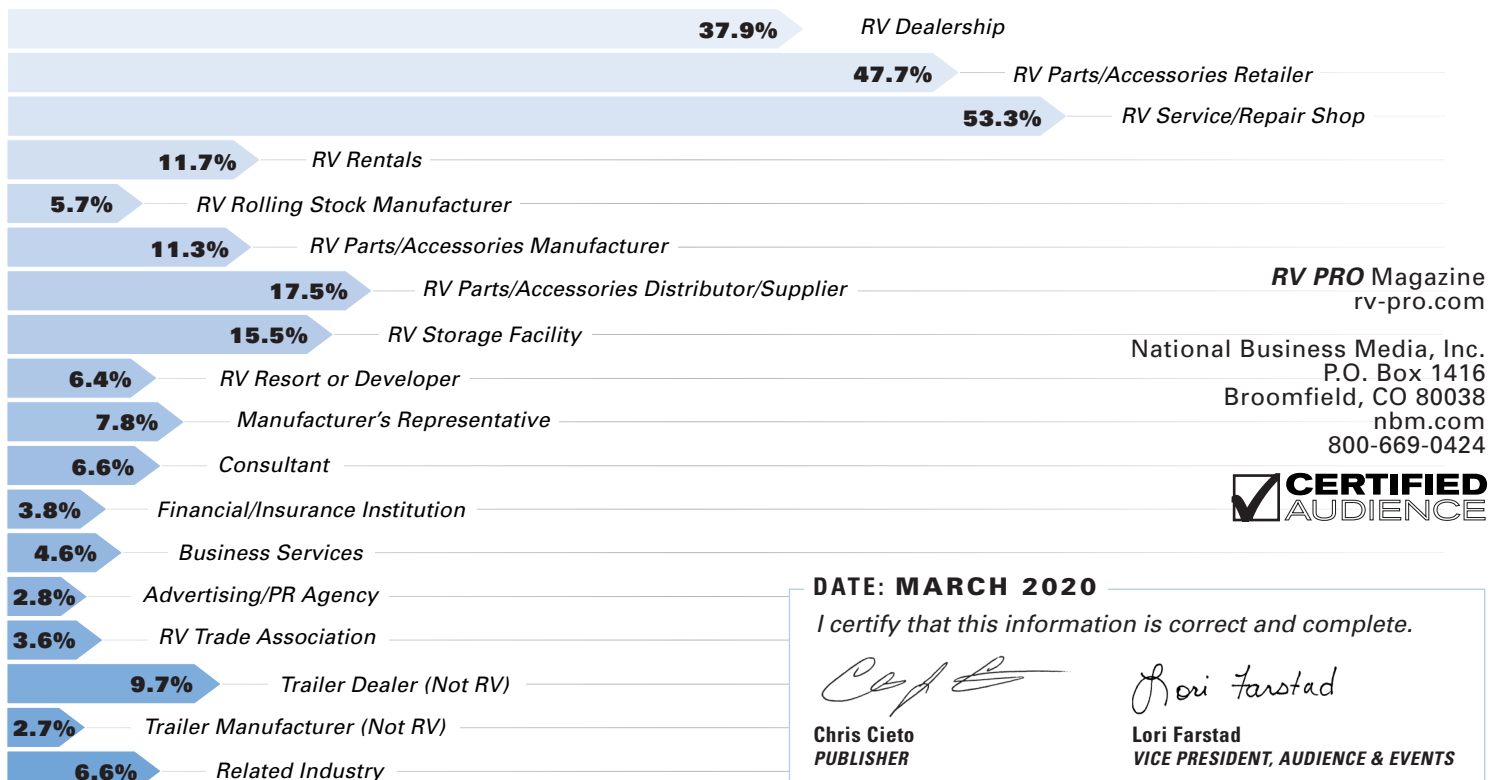 37.9% RV Dealership
47.7% RV Parts/Accessories Retailer
53.3% RV Service/Repair Shop
11.7% RV Rentals
5.7% RV Rolling Stock Manufacturer
11.3% RV Parts/Accessories Manufacturer
17.5% RV Parts/Accessories Distributor/Supplier
15.5% RV Storage Facility
6.4% RV Resort or Developer
7.8% Manufacturer’s Representative
6.6% Consultant
3.8% Financial/Insurance Institution
4.6% Business Services
2.8% Advertising/PR Agency
3.6% RV Trade Association
9.7% Trailer Dealer (Not RV)
2.7% Trailer Manufacturer (Not RV)
6.6% Related Industry
RV PRO Magazine
rv-pro.com
National Business Media, Inc.
P.O. Box 1416
Broomfield, CO 80038
nbm.com
800-669-0424
CERTIFIED
AUDIENCE
DATE: MARCH 2020
I certify that this information is correct and complete.
Lori Farstad
Chris Cieto
PUBLISHER
Lori Farstad
VICE PRESIDENT, AUDIENCE & EVENTS